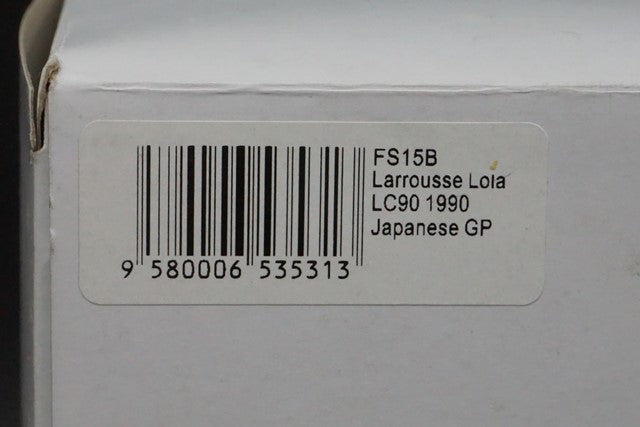 FS15B
Larrousse Lola
LC90 1990
Japanese GP
9 580006 535313